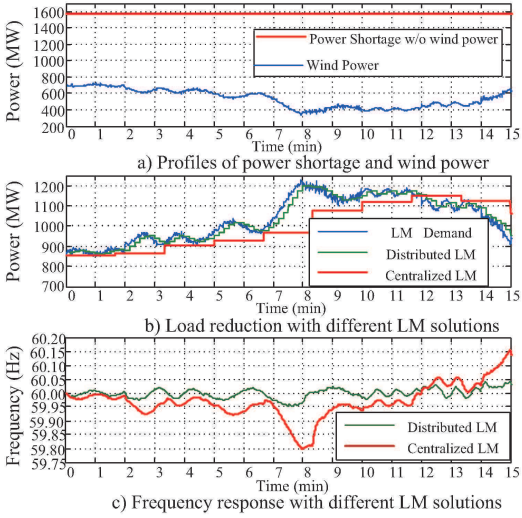 Power (MW)
1600
1400
1200
1000
800
600
400
200
Power Shortage w/o wind power
Wind Power
0 1 2 3 4 5 6 7 8 9 10 11 12 13 14 15
Time (min)
a) Profiles of power shortage and wind power
Power (MW)
1200
1100
1000
900
800
LM Demand
Distributed LM
Centralized LM
0 1 2 3 4 5 6 7 8 9 10 11 12 13 14 15
Time (min)
b) Load reduction with different LM solutions
Frequency (Hz)
60.20
60.15
60.10
60.05
60.00
59.95
59.90
59.80
59.75
Distributed LM
Centralized LM
0 1 2 3 4 5 6 7 8 9 10 11 12 13 14 15
Time (min)
c) Frequency response with different LM solutions